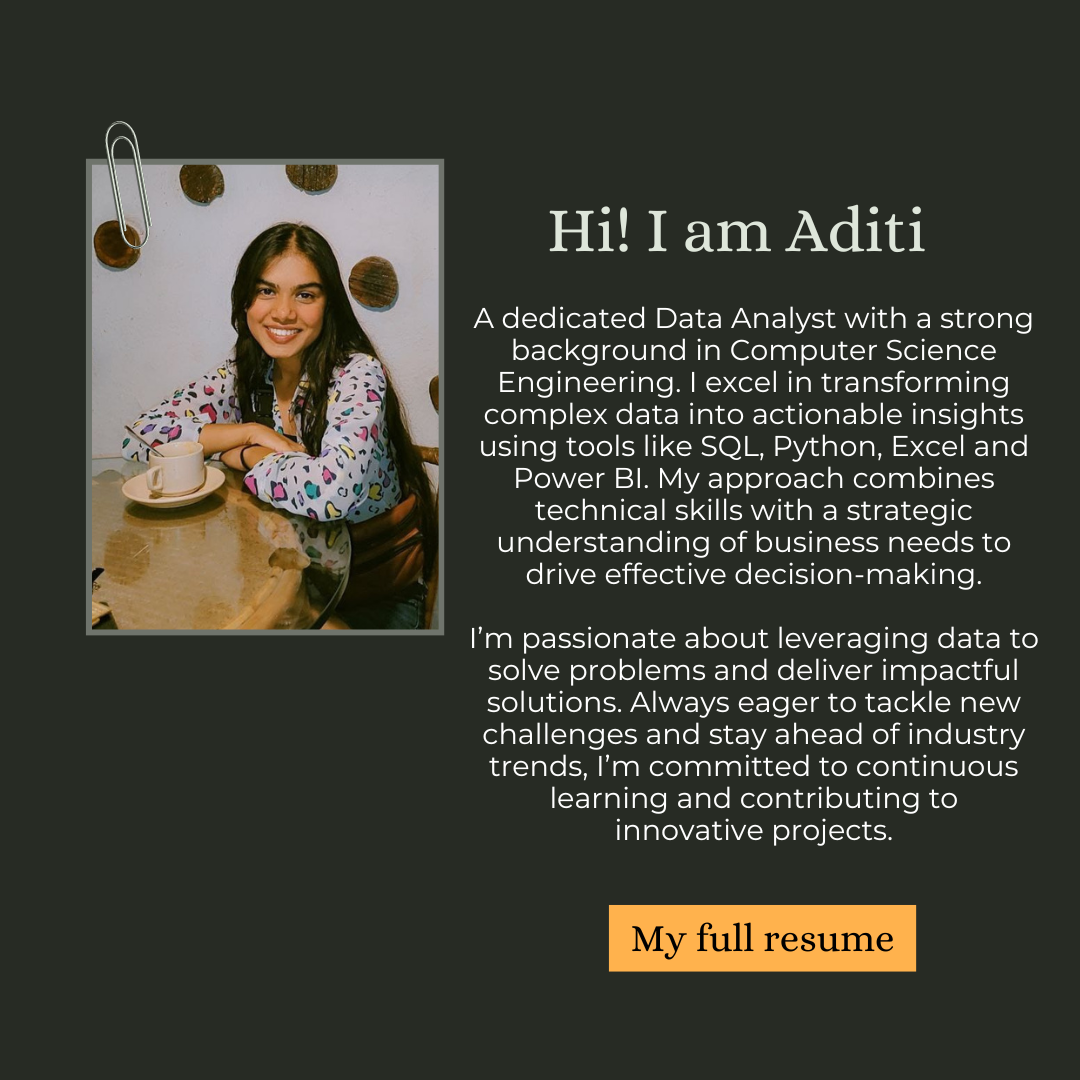 Hi! I am Aditi
A dedicated Data Analyst with a strong
background in Computer Science
Engineering. I excel in transforming
complex data into actionable insights
using tools like SQL, Python, Excel and
Power BI. My approach combines
technical skills with a strategic
understanding of business needs to
drive effective decision-making.
I’m passionate about leveraging data to
solve problems and deliver impactful
solutions. Always eager to tackle new
challenges and stay ahead of industry
trends, I’m committed to continuous
learning and contributing to
innovative projects.
My full resume